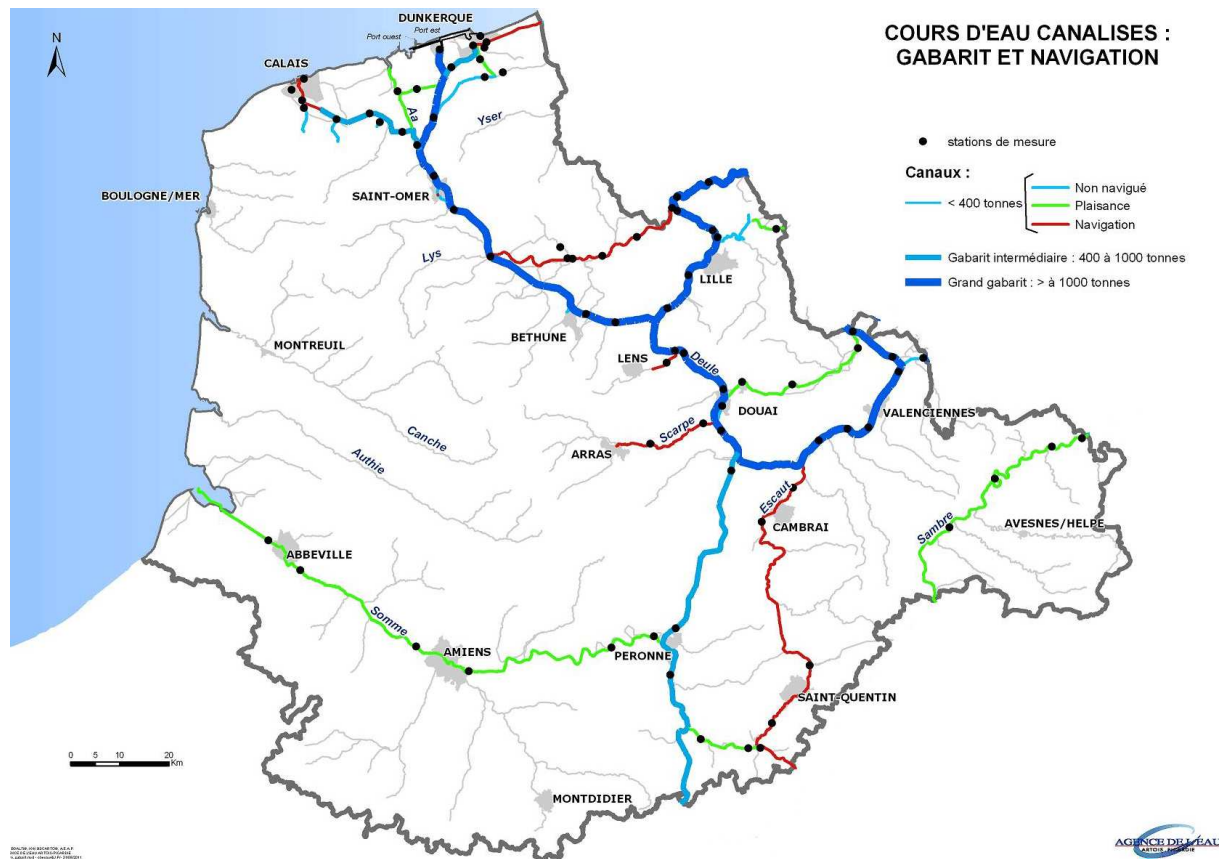 COURS D'EAU CANALISES :
GABARIT ET NAVIGATION
stations de mesure
Canaux :
< 400 tonnes
Non navigué
Plaisance
Navigation
Gabarit intermédiaire : 400 à 1000 tonnes
Grand gabarit : > à 1000 tonnes
N
DUNKERQUE
Port est
Port ouest
CALAIS
Aa
Yser
SAINT-OMER
BOULOGNE/MER
Lys
LILLE
BETHUNE
MONTREUIL
LENS
Deule
DOUAI
VALENCIENNES
Canche
Scarpe
ARRAS
Authie
Escaut
CAMBRAI
Sambre
AVESNES/HELPE
ABBEVILLE
Somme
AMIENS
PERONNE
SAINT-QUENTIN
0 5 10 20
Km
MONTDIDIER
AGENCE DE L'EAU
ARTOIS . PICARDIE